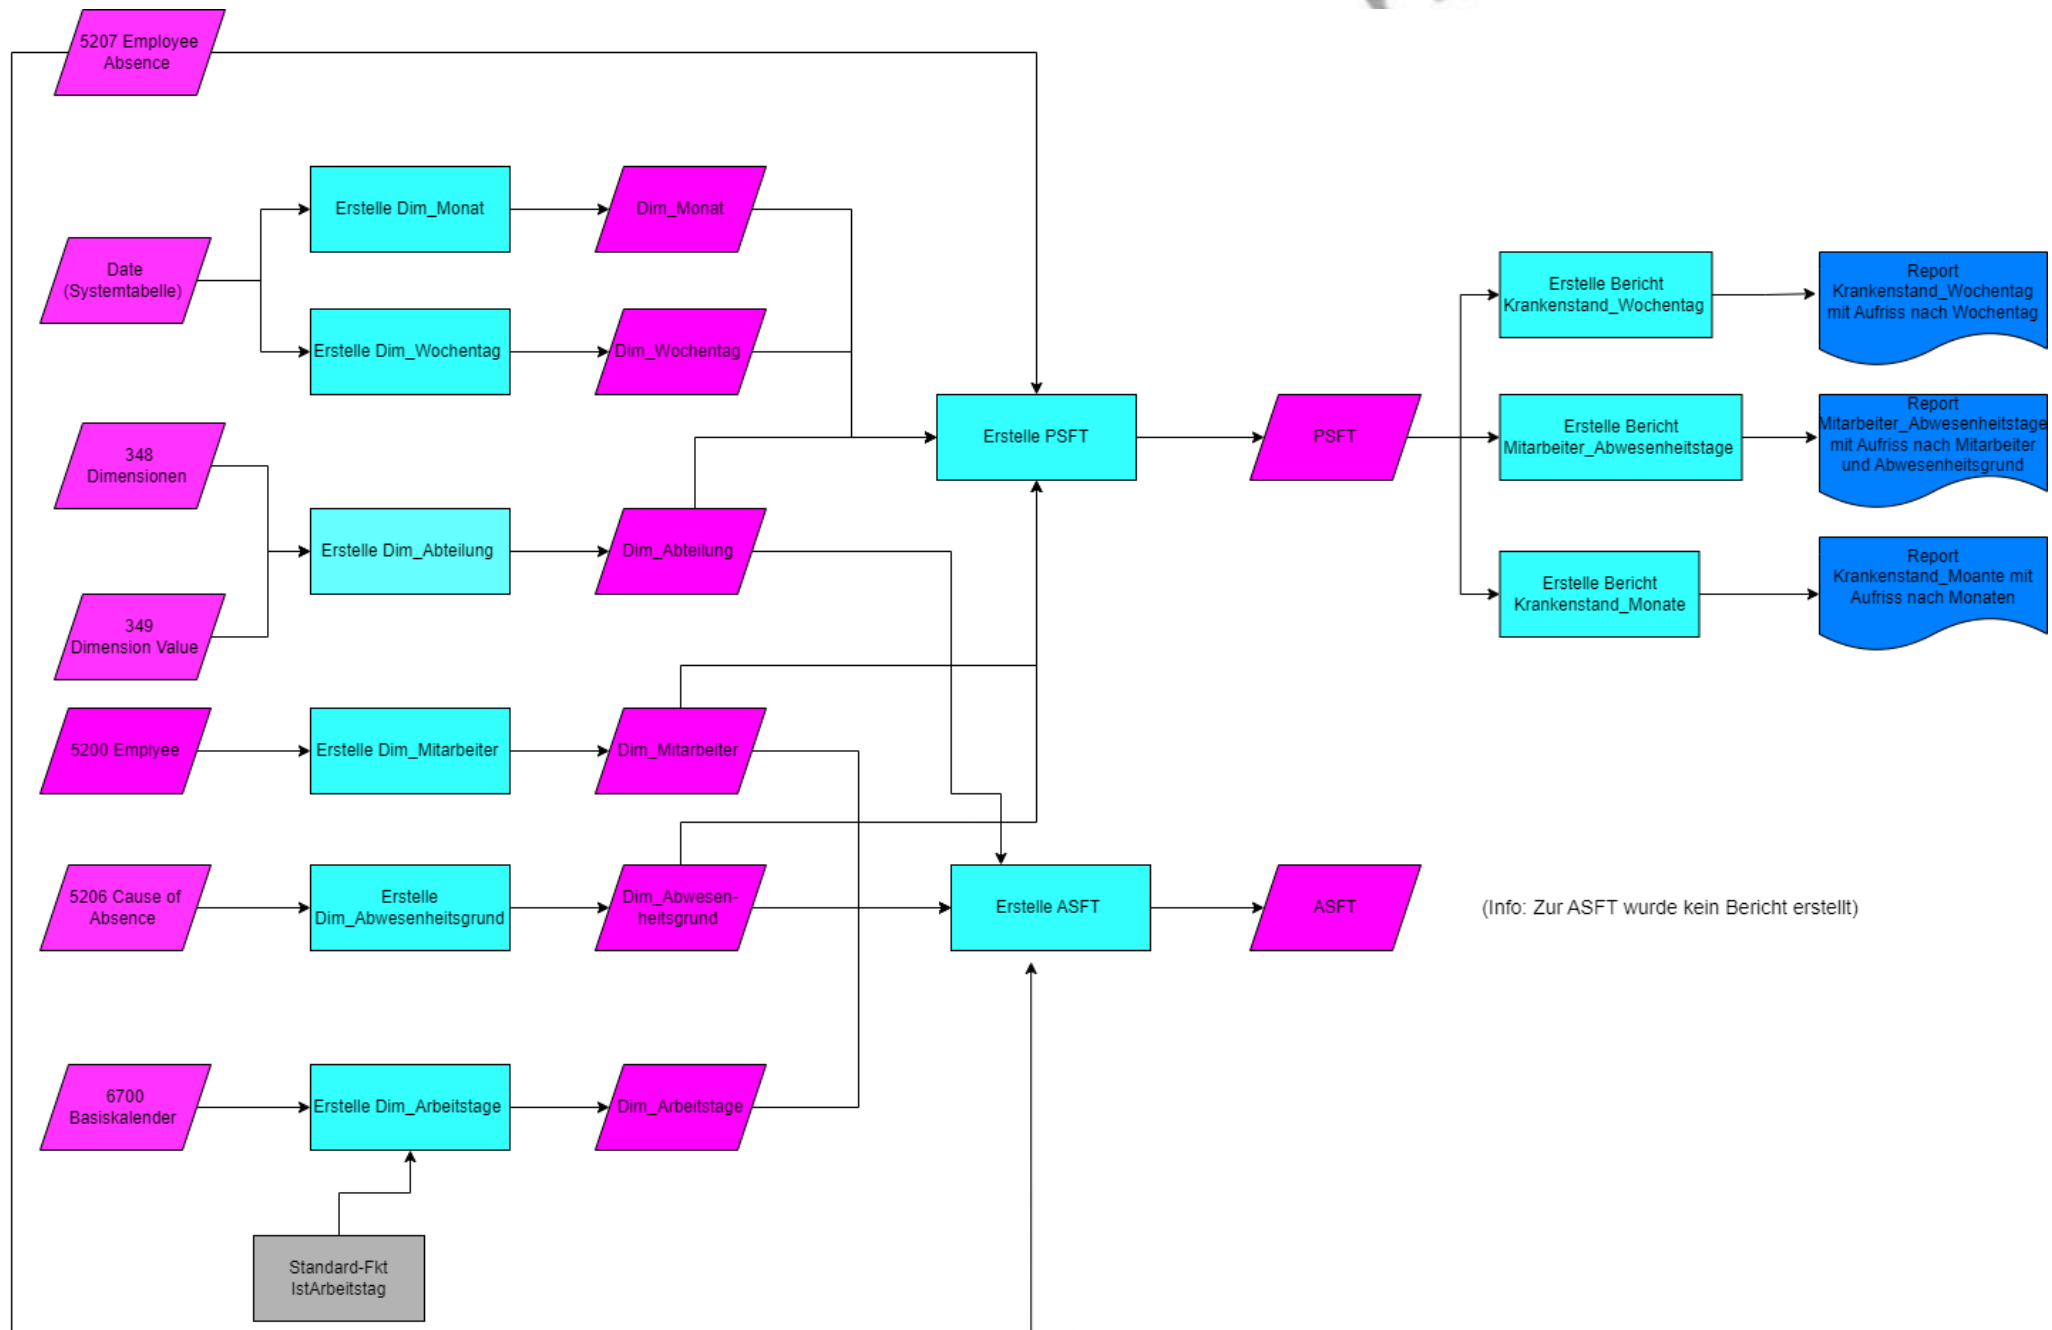 5207 Employee
Absence
Erstelle Dim_Monat
Dim_Monat
Date
(Systemtabelle)
Erstelle Dim_Wochentag
Dim_Wochentag
348
Dimensionen
Erstelle Dim_Abteilung
Dim_Abteilung
349
Dimension Value
5200 Emplyee
Erstelle Dim_Mitarbeiter
Dim_Mitarbeiter
5206 Cause of
Absence
Erstelle
Dim_Abwesenheitsgrund
Dim_Abwesen-
heitsgrund
6700
Basiskalender
Erstelle Dim_Arbeitstage
Dim_Arbeitstage
Standard-Fkt
IstArbeitstag
Erstelle PSFT
PSFT
Erstelle Bericht
Krankenstand_Wochentag
Report
Krankenstand_Wochentag
mit Aufriss nach Wochentag
Erstelle Bericht
Mitarbeiter_Abwesenheitstage
Report
Mitarbeiter_Abwesenheitstage
mit Aufriss nach Mitarbeiter
und Abwesenheitsgrund
Erstelle Bericht
Krankenstand_Monate
Report
Krankenstand_Moante mit
Aufriss nach Monaten
Erstelle ASFT
ASFT
(Info: Zur ASFT wurde kein Bericht erstellt)